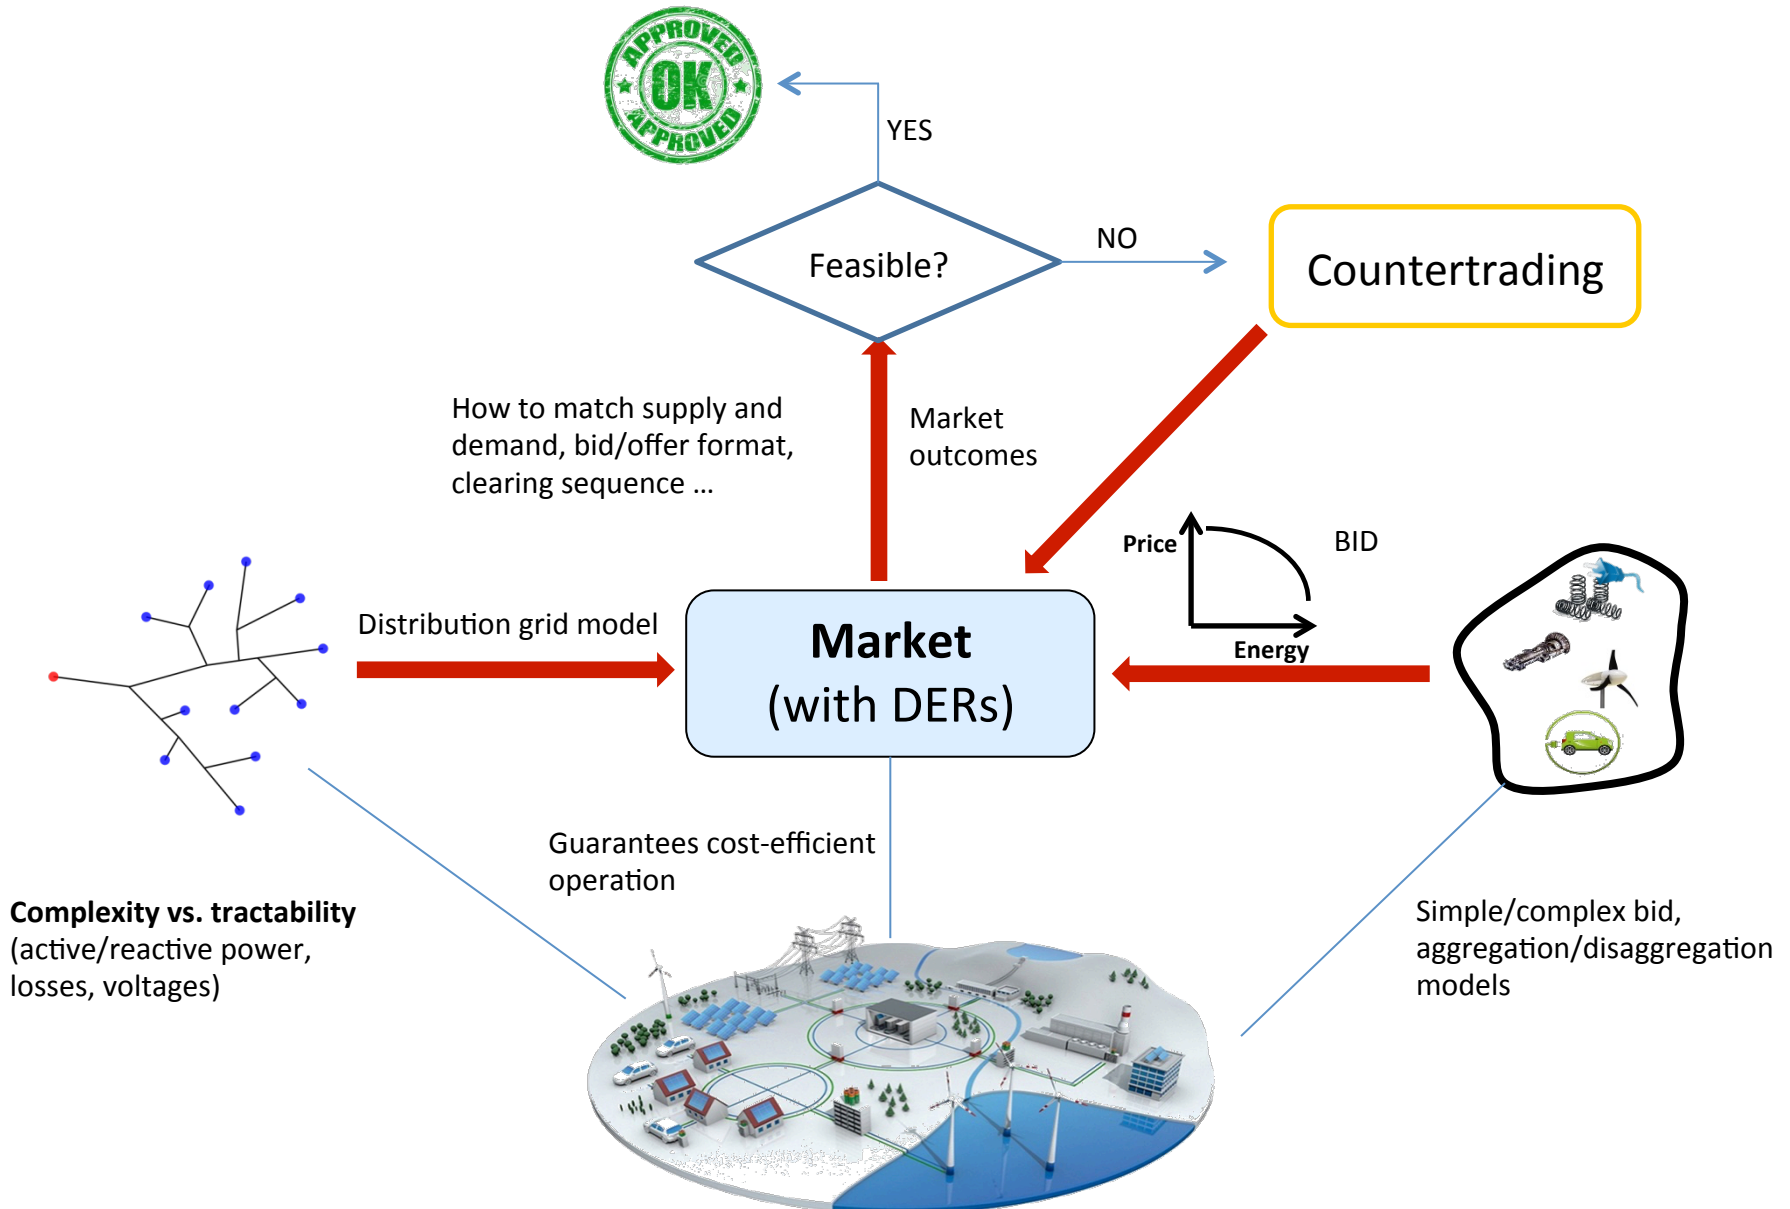 APPROVED
OK
APPROVED
YES
Feasible?
NO
Countertrading
How to match supply and
demand, bid/offer format,
clearing sequence ...
Market
outcomes
Price
BID
Energy
Distribution grid model
Market
(with DERs)
Guarantees cost-efficient
operation
Complexity vs. tractability
(active/reactive power,
losses, voltages)
Simple/complex bid,
aggregation/disaggregation
models